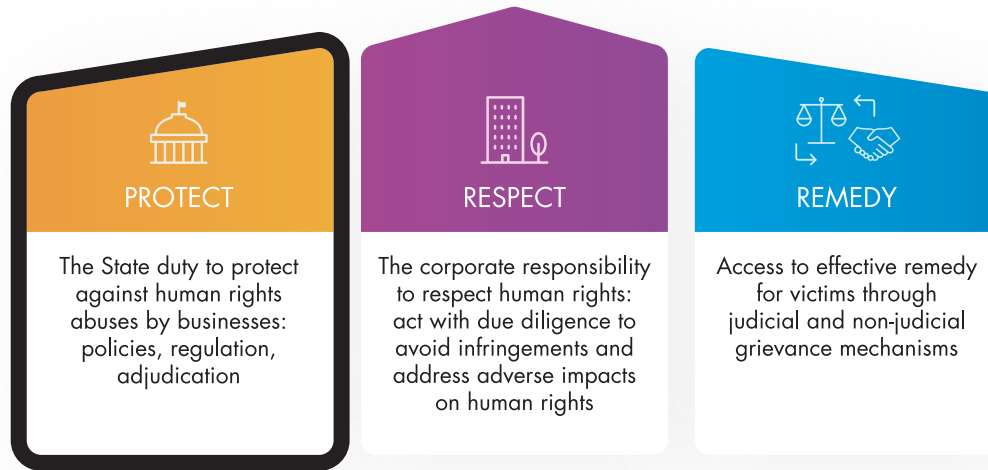 PROTECT
The State duty to protect
against human rights
abuses by businesses:
policies, regulation,
adjudication
RESPECT
The corporate responsibility
to respect human rights:
act with due diligence to
avoid infringements and
address adverse impacts
on human rights
REMEDY
Access to effective remedy
for victims through
judicial and non-judicial
grievance mechanisms